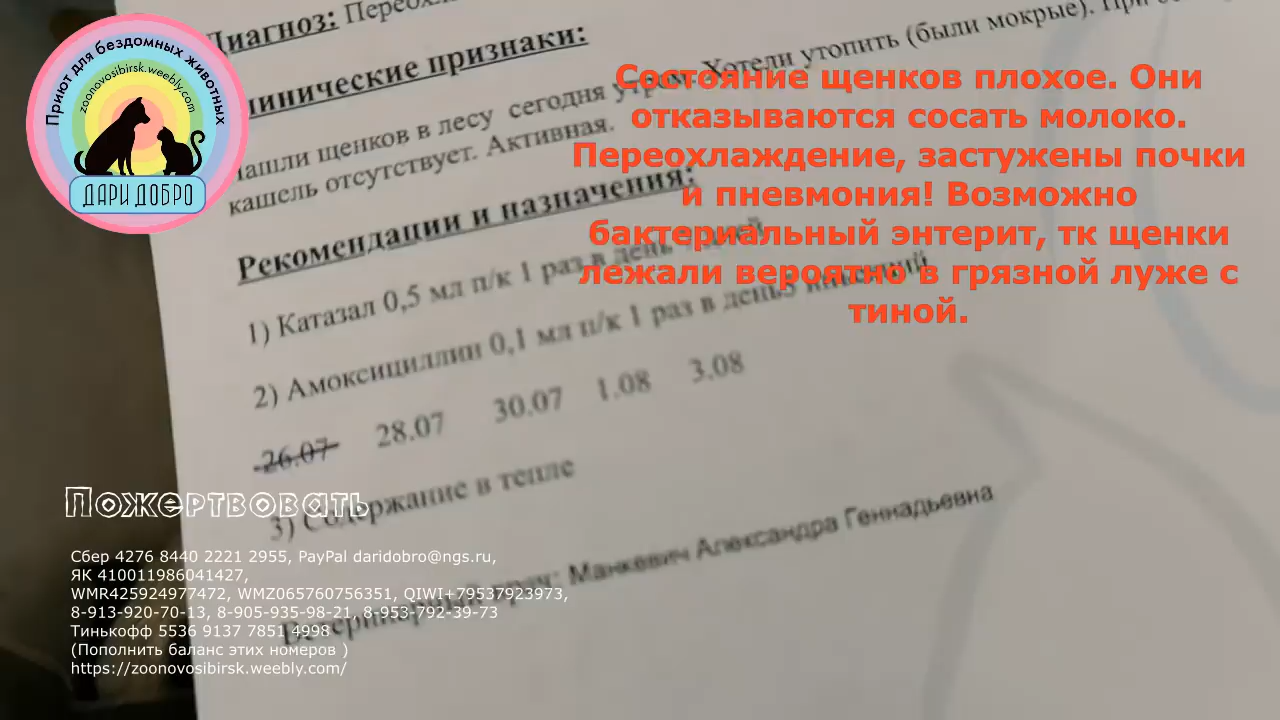 Приют для бездомных животных
zoonovosibirsk.weebly.com
ДАРИ ДОБРО
Диагноз:
признаки:
щенков в лесу сегодня утром. Хотели утопить (были мокрые). При
кашель отсутствует. Активная.
Рекомендации и назначения:
1) Катазал 0,5 мл п/к 1 раз в день
2) Амоксициллин 0,1 мл п/к 1 раз в день
26.07 28.07 30.07 1.08 3.08
3) Содержание в тепле
Ветеринарный врач: Манкевич Александра Геннадьевна
Состояние щенков плохое. Они
отказываются сосать молоко.
Переохлаждение, застужены почки
и пневмония! Возможно
бактериальный энтерит, тк щенки
лежали вероятно в грязной луже с
тиной.
Пожертвовать
Сбер 4276 8440 2221 2955, PayPal daridobro@ngs.ru,
ЯК 410011986041427,
WMR425924977472, WMZ065760756351, QIWI+79537923973,
8-913-920-70-13, 8-905-935-98-21, 8-953-792-39-73
Тинькофф 5536 9137 7851 4998
(Пополнить баланс этих номеров )
https://zoonovosibirsk.weebly.com/